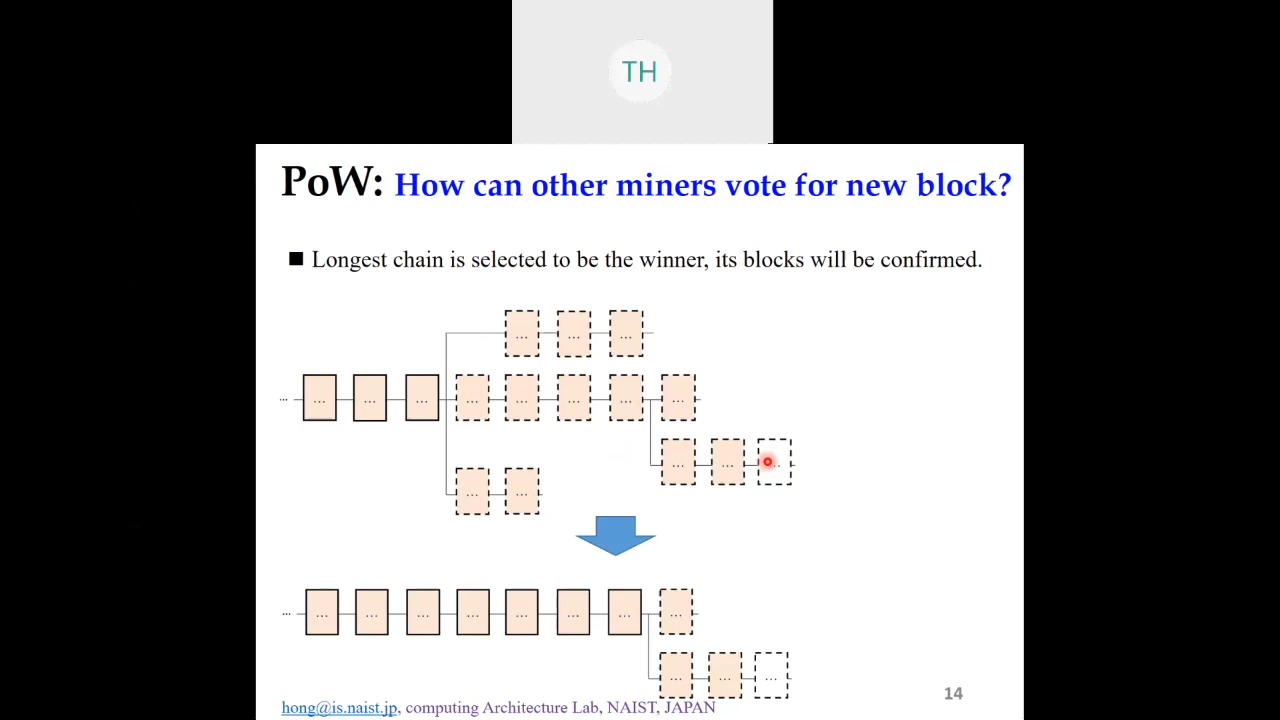 TH
PoW: How can other miners vote for new block?
■ Longest chain is selected to be the winner, its blocks will be confirmed.
... ... ...
... ... ... ... ... ... ... ... ...
... ... ...
... ...
... ... ... ... ... ... ... ... ...
... ... ...
14
hong@is.naist.jp, computing Architecture Lab, NAIST, JAPAN